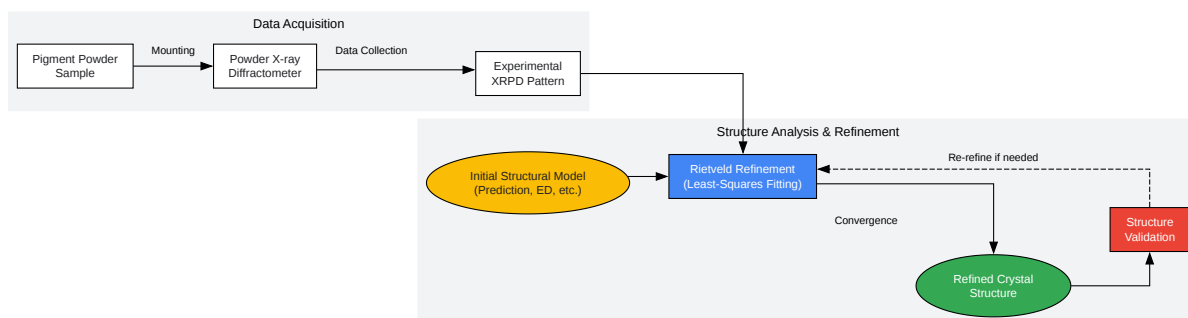 Data Acquisition
Pigment Powder
Sample
Mounting
Powder X-ray
Diffractometer
Data Collection
Experimental
XRPD Pattern
Structure Analysis & Refinement
Initial Structural Model
(Prediction, ED, etc.)
Rietveld Refinement
(Least-Squares Fitting)
Re-refine if needed
Convergence
Structure
Validation
Refined Crystal
Structure